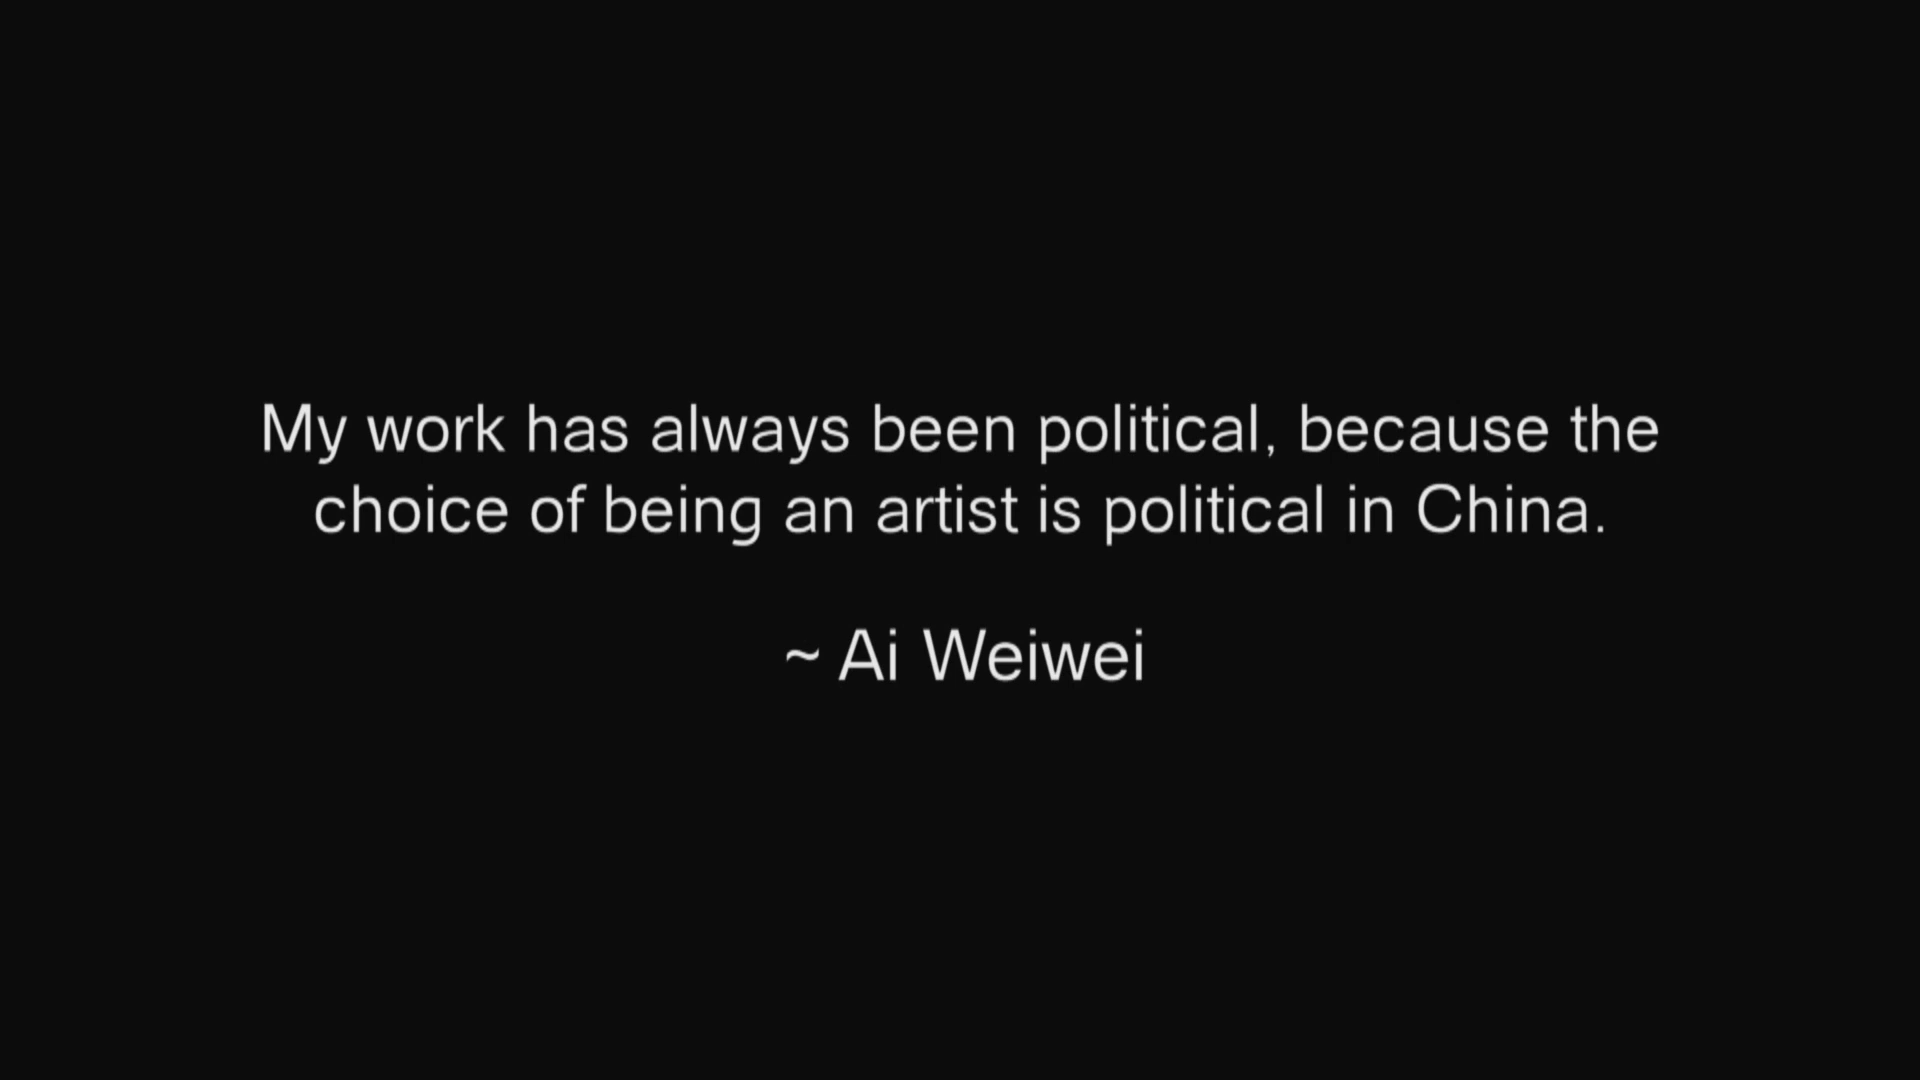 My work has always been political, because the
choice of being an artist is political in China.
~ Ai Weiwei